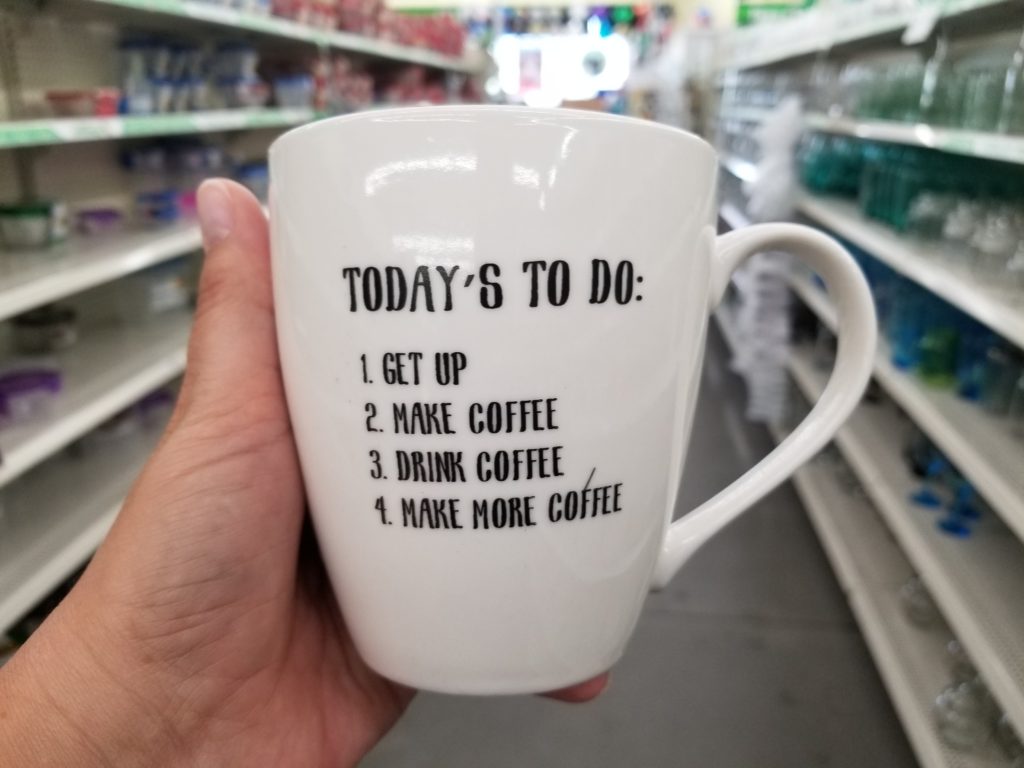 TODAY'S TO DO:
1. GET UP
2. MAKE COFFEE
3. DRINK COFFEE
4. MAKE MORE COFFEE